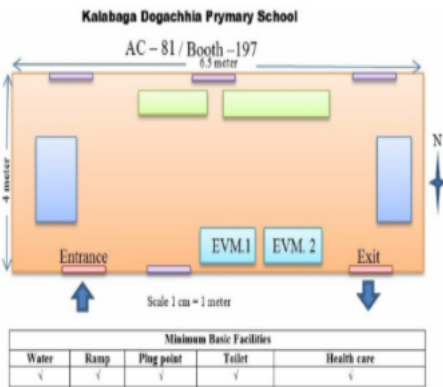 Kalabaga Dogachhia Prymary School
AC – 81 / Booth –197
6.5 meter
4 meter
N
EVM.1 EVM. 2
Entrance Exit
Scale 1 cm = 1 meter
Minimum Basic Facilities
Water Ramp Plug point Toilet Health care
√ √ √ √ √